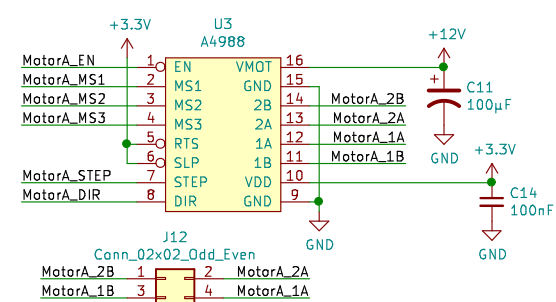 +3.3V
U3
A4988
+12V
MotorA_EN 1 EN VMOT 16
MotorA_MS1 2 MS1 GND 15
C11
100µF
MotorA_MS2 3 MS2 2B 14 MotorA_2B
MotorA_MS3 4 MS3 2A 13 MotorA_2A
5 RTS 1A 12 MotorA_1A
6 SLP 1B 11 MotorA_1B
GND
+3.3V
MotorA_STEP 7 STEP VDD 10
MotorA_DIR 8 DIR GND 9
C14
100nF
GND
GND
J12
Conn_02x02_Odd_Even
MotorA_2B 1 2 MotorA_2A
MotorA_1B 3 4 MotorA_1A